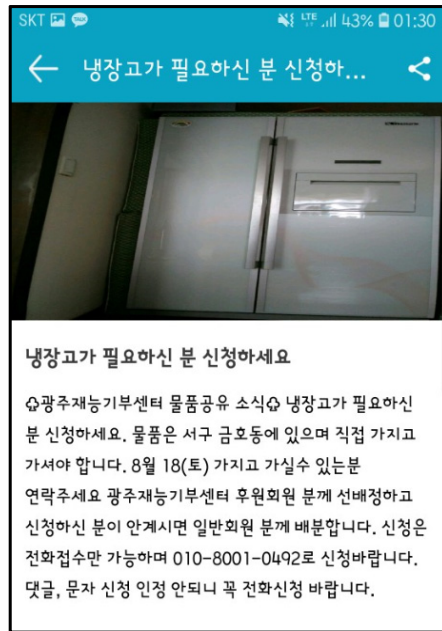 SKT LTE 43% 01:30
냉장고가 필요하신 분 신청하...
냉장고가 필요하신 분 신청하세요
♧광주재능기부센터 물품공유 소식♧ 냉장고가 필요하신
분 신청하세요. 물품은 서구 금호동에 있으며 직접 가지고
가셔야 합니다. 8월 18(토) 가지고 가실수 있는분
연락주세요 광주재능기부센터 후원회원 분께 선배정하고
신청하신 분이 안계시면 일반회원 분께 배분합니다. 신청은
전화접수만 가능하며 010-8001-0492로 신청바랍니다.
댓글, 문자 신청 인정 안되니 꼭 전화신청 바랍니다.